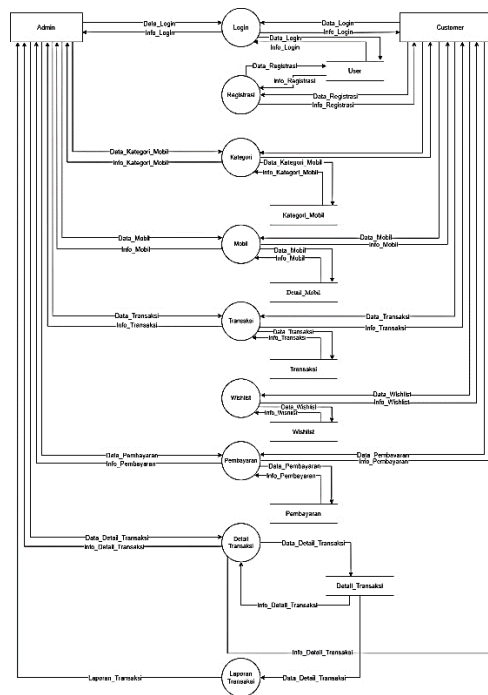 Admin
Data_Login
Info_Login
Login
Data_Login
Info_Login
Customer
Data_Login
Info_Login
User
Data_Registrasi
Info_Registrasi
Registrasi
Data_Registrasi
Info_Registrasi
Data_Kategori_Mobil
Info_Kategori_Mobil
Kategori
Data_Kategori_Mobil
Info_Kategori_Mobil
Kategori_Mobil
Data_Mobil
Info_Mobil
Mobil
Data_Mobil
Info_Mobil
Data_Mobil
Info_Mobil
Detail_Mobil
Data_Transaksi
Info_Transaksi
Transaksi
Data_Transaksi
Info_Transaksi
Data_Transaksi
Info_Transaksi
Transaksi
Wishlist
Data_Wishlist
Info_Wishlist
Data_Wishlist
Info_Wishlist
Wishlist
Data_Pembayaran
Info_Pembayaran
Pembayaran
Data_Pembayaran
Info_Pembayaran
Data_Pembayaran
Info_Pembayaran
Pembayaran
Data_Detail_Transaksi
Info_Detail_Transaksi
Detail
Transaksi
Data_Detail_Transaksi
Detail_Transaksi
Info_Detail_Transaksi
Info_Detail_Transaksi
Laporan_Transaksi
Laporan
Transaksi
Data_Detail_Transaksi